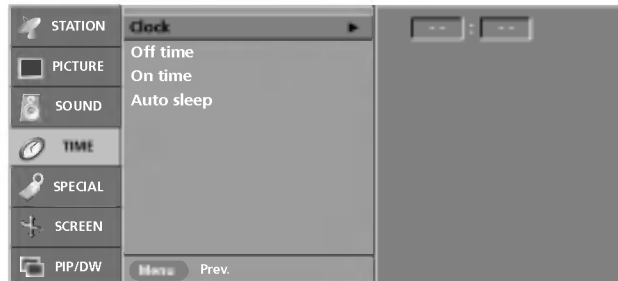 STATION
PICTURE
SOUND
TIME
SPECIAL
SCREEN
PIP/DW
Clock ►
Off time
On time
Auto sleep
Menu Prev.
-- : --